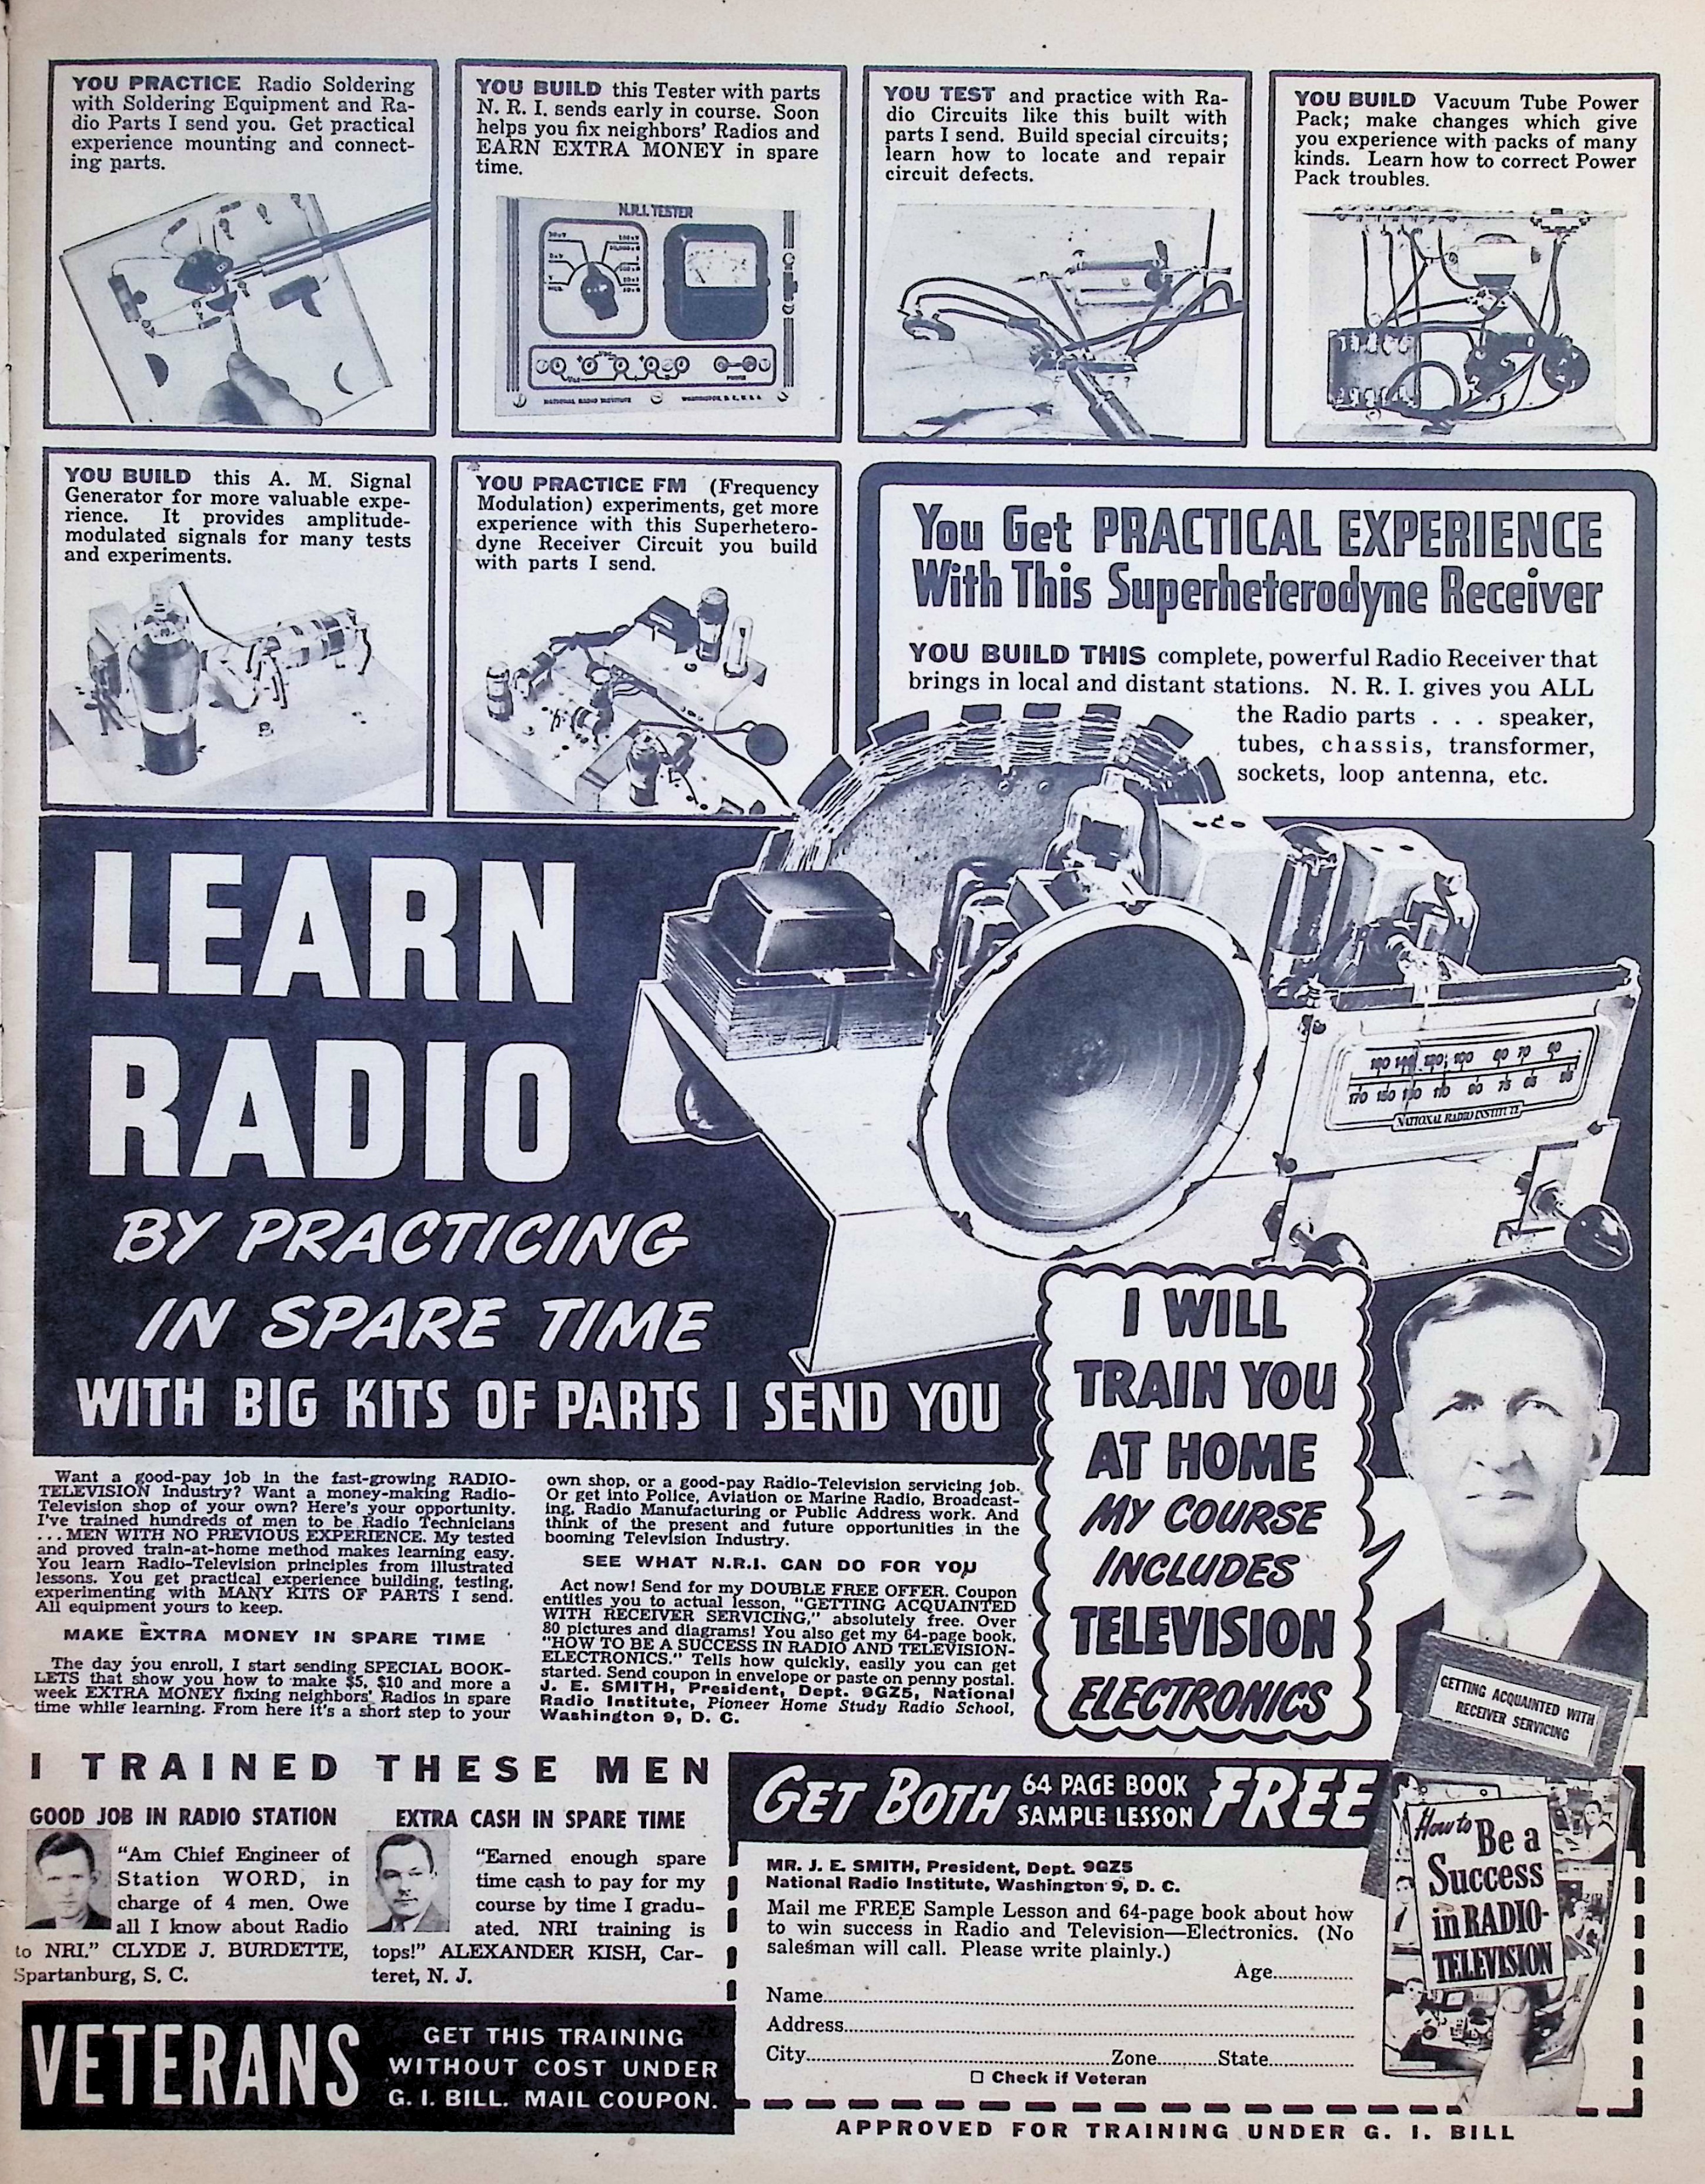 YOU PRACTICE Radio Soldering
with Soldering Equipment and Ra-
dio Parts I send you. Get practical
experience mounting and connect-
ing parts.
YOU BUILD this Tester with parts
N. R. I. sends early in course. Soon
helps you fix neighbors' Radios and
EARN EXTRA MONEY in spare
time.
N.R.I. TESTER
NATIONAL RADIO INSTITUTE
WASHINGTON, D. C., U. S. A.
YOU TEST and practice with Ra-
dio Circuits like this built with
parts I send. Build special circuits;
learn how to locate and repair
circuit defects.
YOU BUILD Vacuum Tube Power
Pack; make changes which give
you experience with packs of many
kinds. Learn how to correct Power
Pack troubles.
YOU BUILD this A. M. Signal
Generator for more valuable expe-
rience. It provides amplitude-
modulated signals for many tests
and experiments.
YOU PRACTICE FM (Frequency
Modulation) experiments, get more
experience with this Superhetero-
dyne Receiver Circuit you build
with parts I send.
You Get PRACTICAL EXPERIENCE
With This Superheterodyne Receiver
YOU BUILD THIS complete, powerful Radio Receiver that
brings in local and distant stations. N. R. I. gives you ALL
the Radio parts . . . speaker,
tubes, chassis, transformer,
sockets, loop antenna, etc.
LEARN
RADIO
BY PRACTICING
IN SPARE TIME
WITH BIG KITS OF PARTS I SEND YOU
NATIONAL RADIO INSTITUTE
I WILL
TRAIN YOU
AT HOME
MY COURSE
INCLUDES
TELEVISION
ELECTRONICS
Want a good-pay job in the fast-growing RADIO-
TELEVISION Industry? Want a money-making Radio-
Television shop of your own? Here's your opportunity.
I've trained hundreds of men to be Radio Technicians
...MEN WITH NO PREVIOUS EXPERIENCE. My tested
and proved train-at-home method makes learning easy.
You learn Radio-Television principles from illustrated
lessons. You get practical experience building, testing,
experimenting with MANY KITS OF PARTS I send.
All equipment yours to keep.
MAKE EXTRA MONEY IN SPARE TIME
The day you enroll, I start sending SPECIAL BOOK-
LETS that show you how to make $5, $10 and more a
week EXTRA MONEY fixing neighbors' Radios in spare
time while learning. From here it's a short step to your
own shop, or a good-pay Radio-Television servicing job.
Or get into Police, Aviation or Marine Radio, Broadcast-
ing, Radio Manufacturing or Public Address work. And
think of the present and future opportunities in the
booming Television Industry.
SEE WHAT N.R.I. CAN DO FOR YOU
Act now! Send for my DOUBLE FREE OFFER. Coupon
entitles you to actual lesson, "GETTING ACQUAINTED
WITH RECEIVER SERVICING," absolutely free. Over
80 pictures and diagrams! You also get my 64-page book,
"HOW TO BE A SUCCESS IN RADIO AND TELEVISION-
ELECTRONICS." Tells how quickly, easily you can get
started. Send coupon in envelope or paste on penny postal.
J. E. SMITH, President, Dept. 9GZ5, National
Radio Institute, Pioneer Home Study Radio School,
Washington 9, D. C.
GETTING ACQUAINTED WITH
RECEIVER SERVICING
I TRAINED THESE MEN
GOOD JOB IN RADIO STATION
"Am Chief Engineer of
Station WORD, in
charge of 4 men. Owe
all I know about Radio
to NRI." CLYDE J. BURDETTE,
Spartanburg, S. C.
EXTRA CASH IN SPARE TIME
"Earned enough spare
time cash to pay for my
course by time I gradu-
ated. NRI training is
tops!" ALEXANDER KISH, Car-
teret, N. J.
VETERANS
GET THIS TRAINING
WITHOUT COST UNDER
G. I. BILL. MAIL COUPON.
GET BOTH 64 PAGE BOOK
SAMPLE LESSON FREE
MR. J. E. SMITH, President, Dept. 9GZ5
National Radio Institute, Washington 9, D. C.
Mail me FREE Sample Lesson and 64-page book about how
to win success in Radio and Television—Electronics. (No
salesman will call. Please write plainly.)
Age................
Name................
Address................
City................Zone...........State................
☐ Check if Veteran
How to
Be a
Success
in RADIO-
TELEVISION
APPROVED FOR TRAINING UNDER G. I. BILL